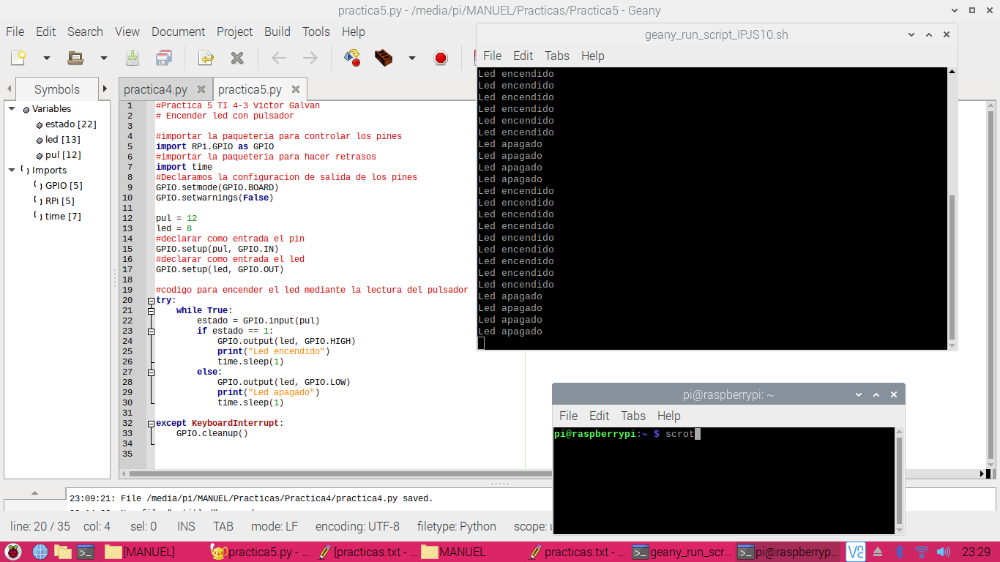 practica5.py - /media/pi/MANUEL/Practicas/Practica5 - Geany
File Edit Search View Document Project Build Tools Help
Symbols
Variables
estado [22]
led [13]
pul [12]
Imports
GPIO [5]
RPi [5]
time [7]
practica4.py
practica5.py
1 #Practica 5 TI 4-3 Victor Galvan
2 # Encender led con pulsador
3
4 #importar la paqueteria para controlar los pines
5 import RPi.GPIO as GPIO
6 #importar la paqueteria para hacer retrasos
7 import time
8 #Declaramos la configuracion de salida de los pines
9 GPIO.setmode(GPIO.BOARD)
10 GPIO.setwarnings(False)
11
12 pul = 12
13 led = 8
14 #declarar como entrada el pin
15 GPIO.setup(pul, GPIO.IN)
16 #declarar como entrada el led
17 GPIO.setup(led, GPIO.OUT)
18
19 #codigo para encender el led mediante la lectura del pulsador
20 try:
21 while True:
22 estado = GPIO.input(pul)
23 if estado == 1:
24 GPIO.output(led, GPIO.HIGH)
25 print("Led encendido")
26 time.sleep(1)
27 else:
28 GPIO.output(led, GPIO.LOW)
29 print("Led apagado")
30 time.sleep(1)
31
32 except KeyboardInterrupt:
33 GPIO.cleanup()
34
35
geany_run_script_IPJS10.sh
File Edit Tabs Help
Led encendido
Led encendido
Led encendido
Led encendido
Led encendido
Led encendido
Led apagado
Led apagado
Led apagado
Led apagado
Led encendido
Led encendido
Led encendido
Led encendido
Led encendido
Led encendido
Led encendido
Led encendido
Led encendido
Led apagado
Led apagado
Led apagado
Led apagado
pi@raspberrypi: ~
File Edit Tabs Help
pi@raspberrypi:~ $ scrot
23:09:21: File /media/pi/MANUEL/Practicas/Practica4/practica4.py saved.
line: 20 / 35 col: 4 sel: 0 INS TAB mode: LF encoding: UTF-8 filetype: Python scope:
[MANUEL] practica5.py - ... [practicas.txt - ... MANUEL practicas.txt - ... geany_run_scr... pi@raspberryp... 23:29